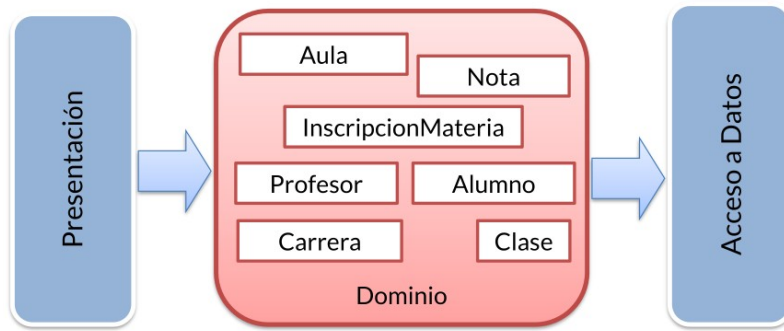 Presentación
Aula
Nota
InscripcionMateria
Profesor
Alumno
Carrera
Clase
Dominio
Acceso a Datos